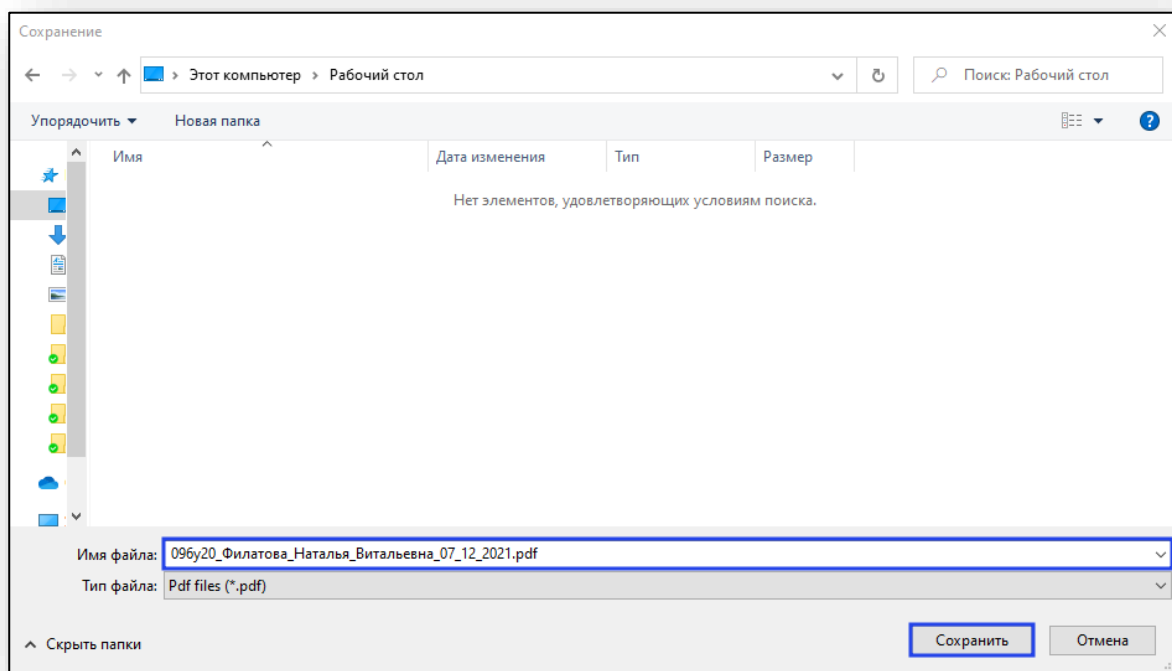 Сохранение
Этот компьютер > Рабочий стол
Поиск: Рабочий стол
Упорядочить
Новая папка
?
Имя
Дата изменения
Тип
Размер
Нет элементов, удовлетворяющих условиям поиска.
Имя файла: 096у20_Филатова_Наталья_Витальевна_07_12_2021.pdf
Тип файла: Pdf files (*.pdf)
Скрыть папки
Сохранить
Отмена